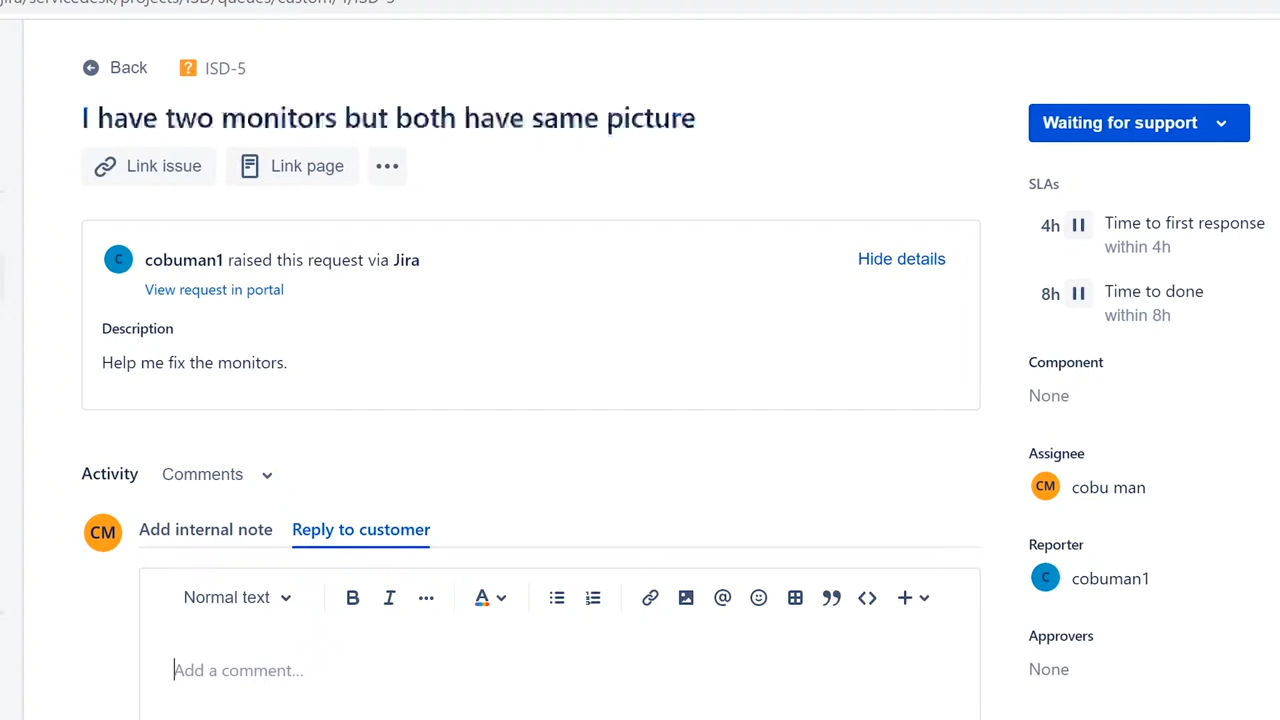 jira/servicedesk/projects/ISD/queues/custom/4/ISD-5
Back
? ISD-5
I have two monitors but both have same picture
Link issue
Link page
Waiting for support
SLAs
4h Time to first response
within 4h
8h Time to done
within 8h
C cobuman1 raised this request via Jira
Hide details
View request in portal
Description
Help me fix the monitors.
Component
None
Assignee
CM cobu man
Reporter
C cobuman1
Approvers
None
Activity Comments
CM Add internal note Reply to customer
Normal text B I A @ <> +
Add a comment...